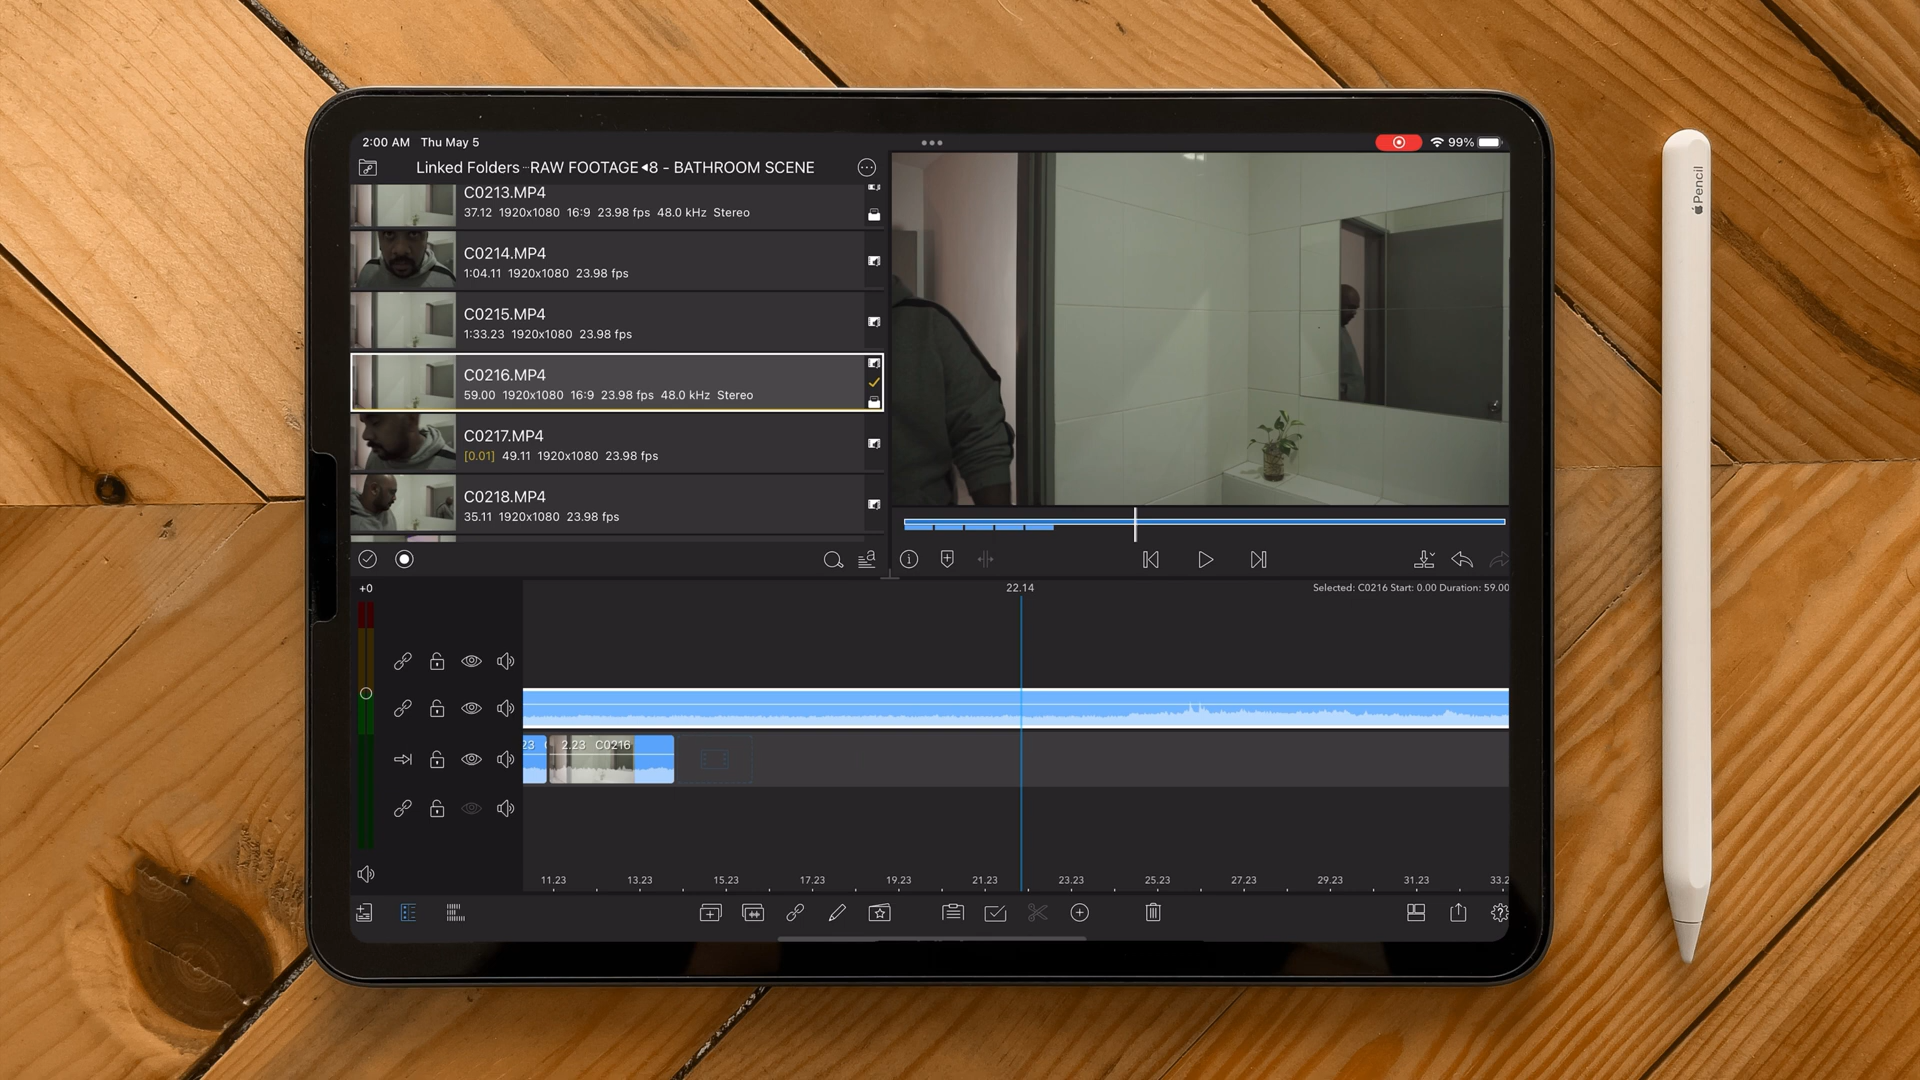 2:00 AM Thu May 5
99%
Linked Folders ··RAW FOOTAGE◂8 - BATHROOM SCENE
C0213.MP4
37.12 1920x1080 16:9 23.98 fps 48.0 kHz Stereo
C0214.MP4
1:04.11 1920x1080 23.98 fps
C0215.MP4
1:33.23 1920x1080 23.98 fps
C0216.MP4
59.00 1920x1080 16:9 23.98 fps 48.0 kHz Stereo
C0217.MP4
[0.01] 49.11 1920x1080 23.98 fps
C0218.MP4
35.11 1920x1080 23.98 fps
+0
22.14
Selected: C0216 Start: 0.00 Duration: 59.00
23
2.23 C0216
11.23 13.23 15.23 17.23 19.23 21.23 23.23 25.23 27.23 29.23 31.23 33.2
Pencil